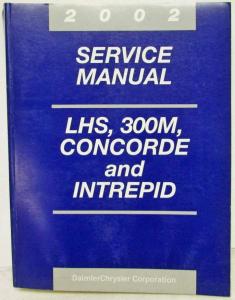 2002
SERVICE
MANUAL
LHS, 300M,
CONCORDE
and
INTREPID
DaimlerChrysler Corporation